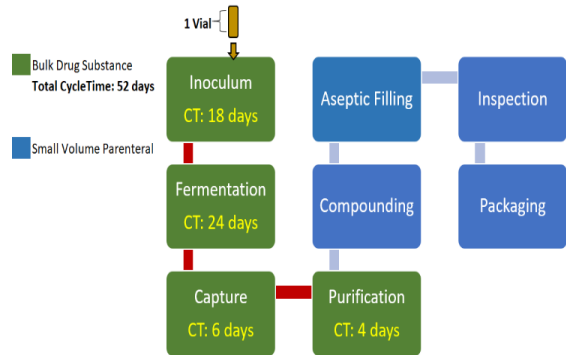 1 Vial
Bulk Drug Substance
Total CycleTime: 52 days
Small Volume Parenteral
Inoculum
CT: 18 days
Fermentation
CT: 24 days
Capture
CT: 6 days
Purification
CT: 4 days
Compounding
Aseptic Filling
Inspection
Packaging